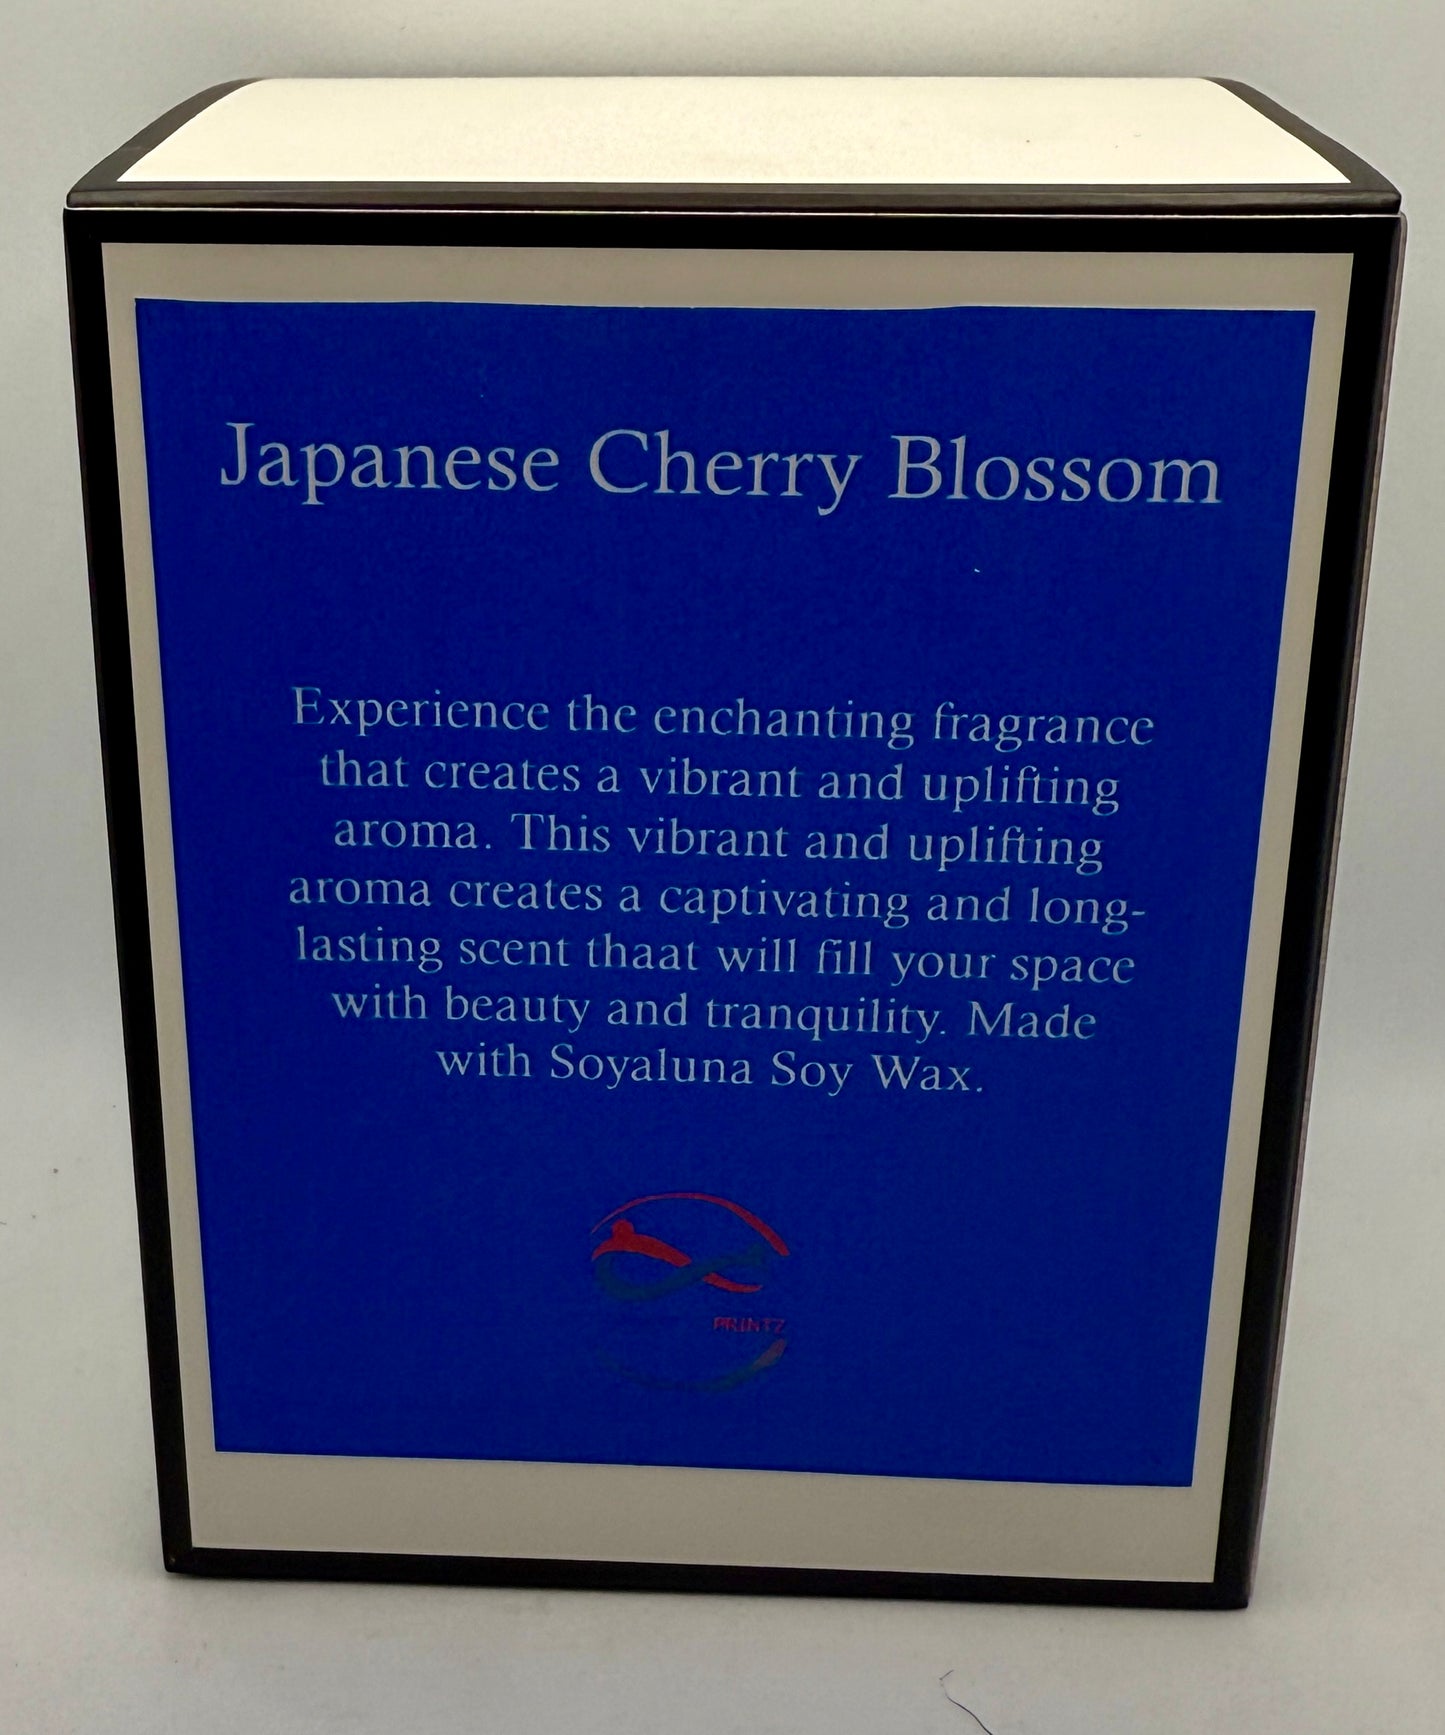 Japanese Cherry Blossom
Experience the enchanting fragrance
that creates a vibrant and uplifting
aroma. This vibrant and uplifting
aroma creates a captivating and long-
lasting scent thaat will fill your space
with beauty and tranquility. Made
with Soyaluna Soy Wax.
PRINTZ